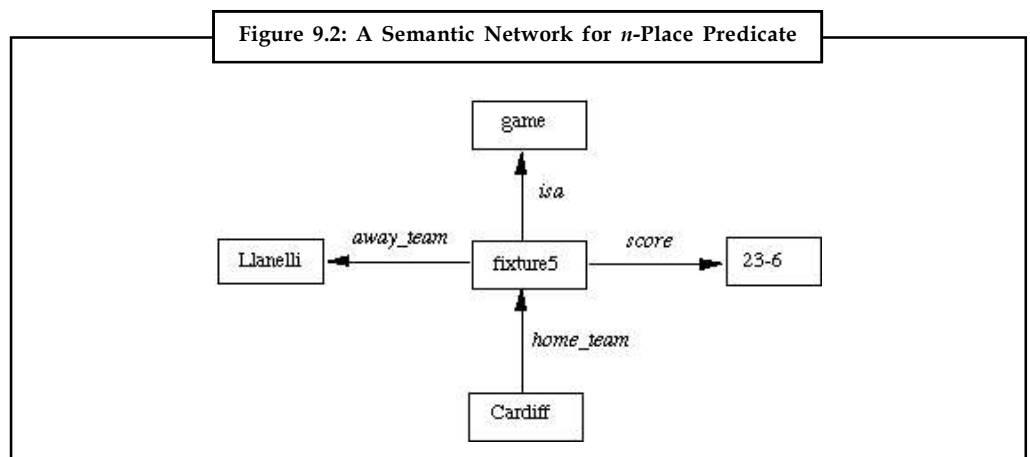 Figure 9.2: A Semantic Network for n-Place Predicate
game
isa
away_team
score
Llanelli
fixture5
23-6
home_team
Cardiff